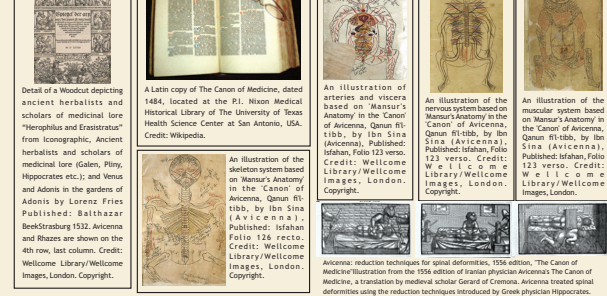 Detail of a Woodcut depicting
ancient herbalists and
scholars of medicinal lore
"Herophilus and Erasistratus"
from Iconographic, Ancient
herbalists and scholars of
medicinal lore (Galen, Pliny,
Hippocrates etc.); and Venus
and Adonis in the gardens of
Adonis by Lorenz Fries
Published: Balthazar
BeekStrasburg 1532. Avicenna
and Rhazes are shown on the
4th row, last column. Credit:
Wellcome Library/Wellcome
Images, London. Copyright.
A Latin copy of The Canon of Medicine, dated
1484, located at the P.I. Nixon Medical
Historical Library of The University of Texas
Health Science Center at San Antonio, USA.
Credit: Wikipedia.
An illustration of the
skeleton system based
on 'Mansur's Anatomy'
in the 'Canon' of
Avicenna, Qanun fi'l-
tibb, by Ibn Sina
(Avicenna),
Published: Isfahan
Folio 126 recto.
Credit: Wellcome
Library/Wellcome
Images, London.
Copyright.
An illustration of
arteries and viscera
based on 'Mansur's
Anatomy' in the 'Canon'
of Avicenna, Qanun fi'l-
tibb, by Ibn Sina
(Avicenna), Published:
Isfahan, Folio 123 verso.
Credit: Wellcome
Library/Wellcome
Images, London.
Copyright.
An illustration of the
nervous system based on
'Mansur's Anatomy' in the
'Canon' of Avicenna,
Qanun fi'l-tibb, by Ibn
Sina (Avicenna),
Published: Isfahan, Folio
123 verso. Credit:
Wellcome
Library/Wellcome
Images, London.
Copyright.
An illustration of the
muscular system based
on 'Mansur's Anatomy' in
the 'Canon' of Avicenna,
Qanun fi'l-tibb, by Ibn
Sina (Avicenna),
Published: Isfahan, Folio
123 verso. Credit:
Wellcome
Library/Wellcome
Images, London.
Copyright.
Avicenna: reduction techniques for spinal deformities, 1556 edition, "The Canon of
Medicine"Illustration from the 1556 edition of Iranian physician Avicenna's The Canon of
Medicine, a translation by medieval scholar Gerard of Cremona. Avicenna treated spinal
deformities using the reduction techniques introduced by Greek physician Hippocrates.